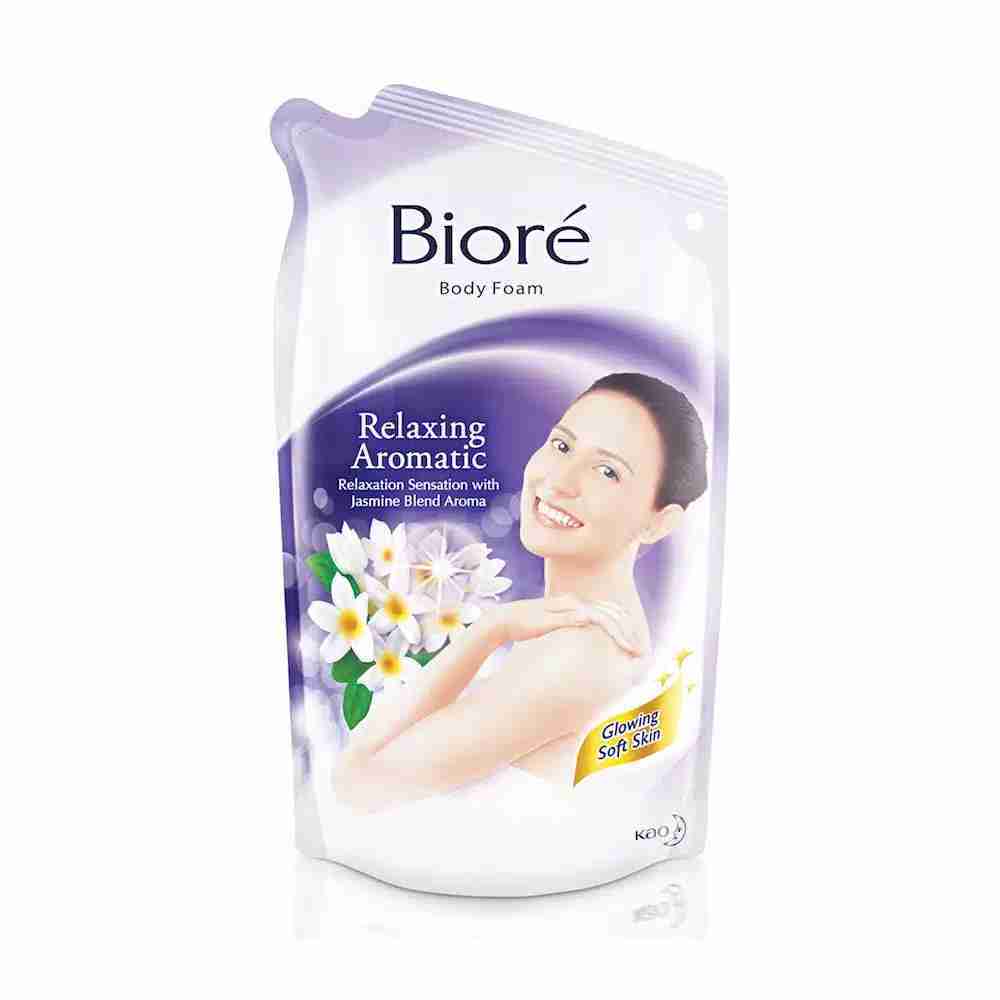 Bioré
Body Foam
Relaxing
Aromatic
Relaxation Sensation with
Jasmine Blend Aroma
Glowing
Soft Skin
Kao